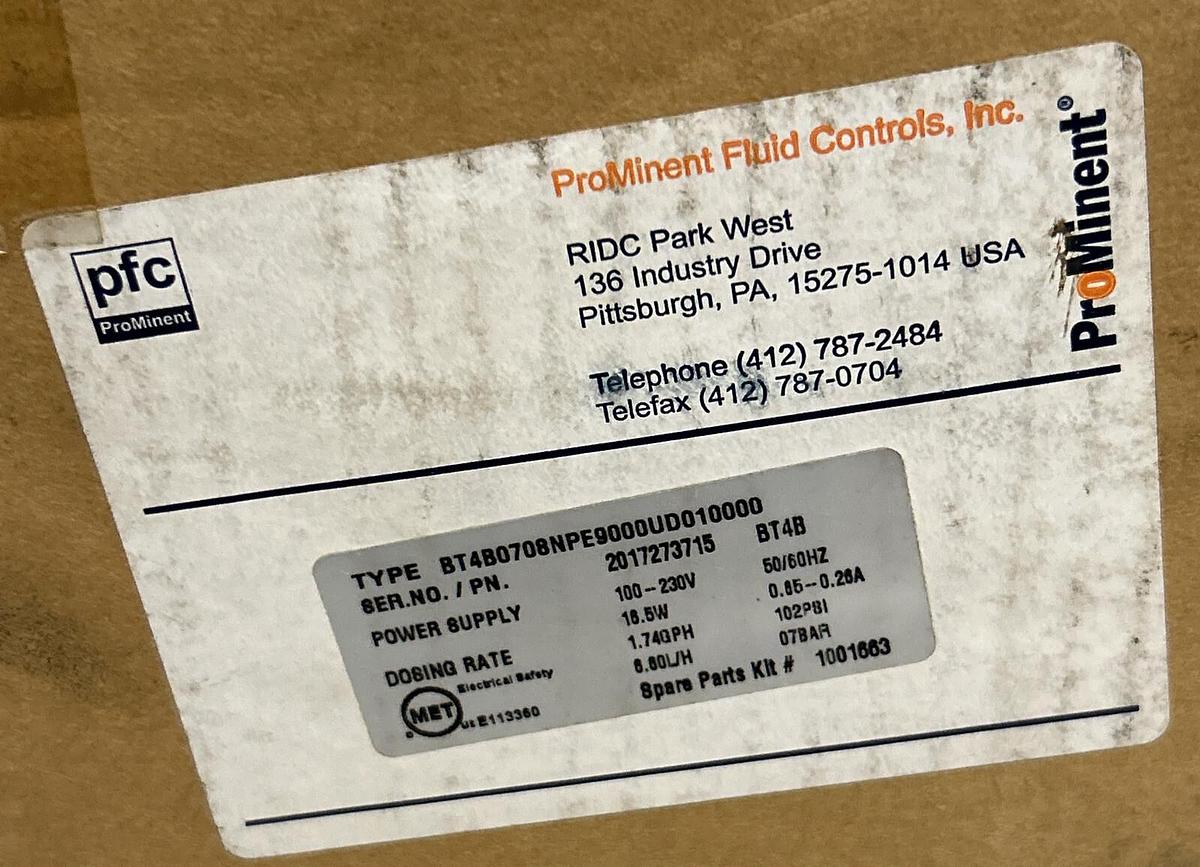 pfc
ProMinent
ProMinent Fluid Controls, Inc.
RIDC Park West
136 Industry Drive
Pittsburgh, PA, 15275-1014 USA
Telephone (412) 787-2484
Telefax (412) 787-0704
ProMinent®
TYPE BT4B0708NPE9000UD010000
SER.NO. / PN. 2017273715 BT4B
POWER SUPPLY 100–230V 50/60HZ
16.5W 0.85–0.26A
DOSING RATE 1.74GPH 102PSI
6.60L/H 07BAR
Electrical Safety
MET
c us E113360
Spare Parts Kit # 1001663